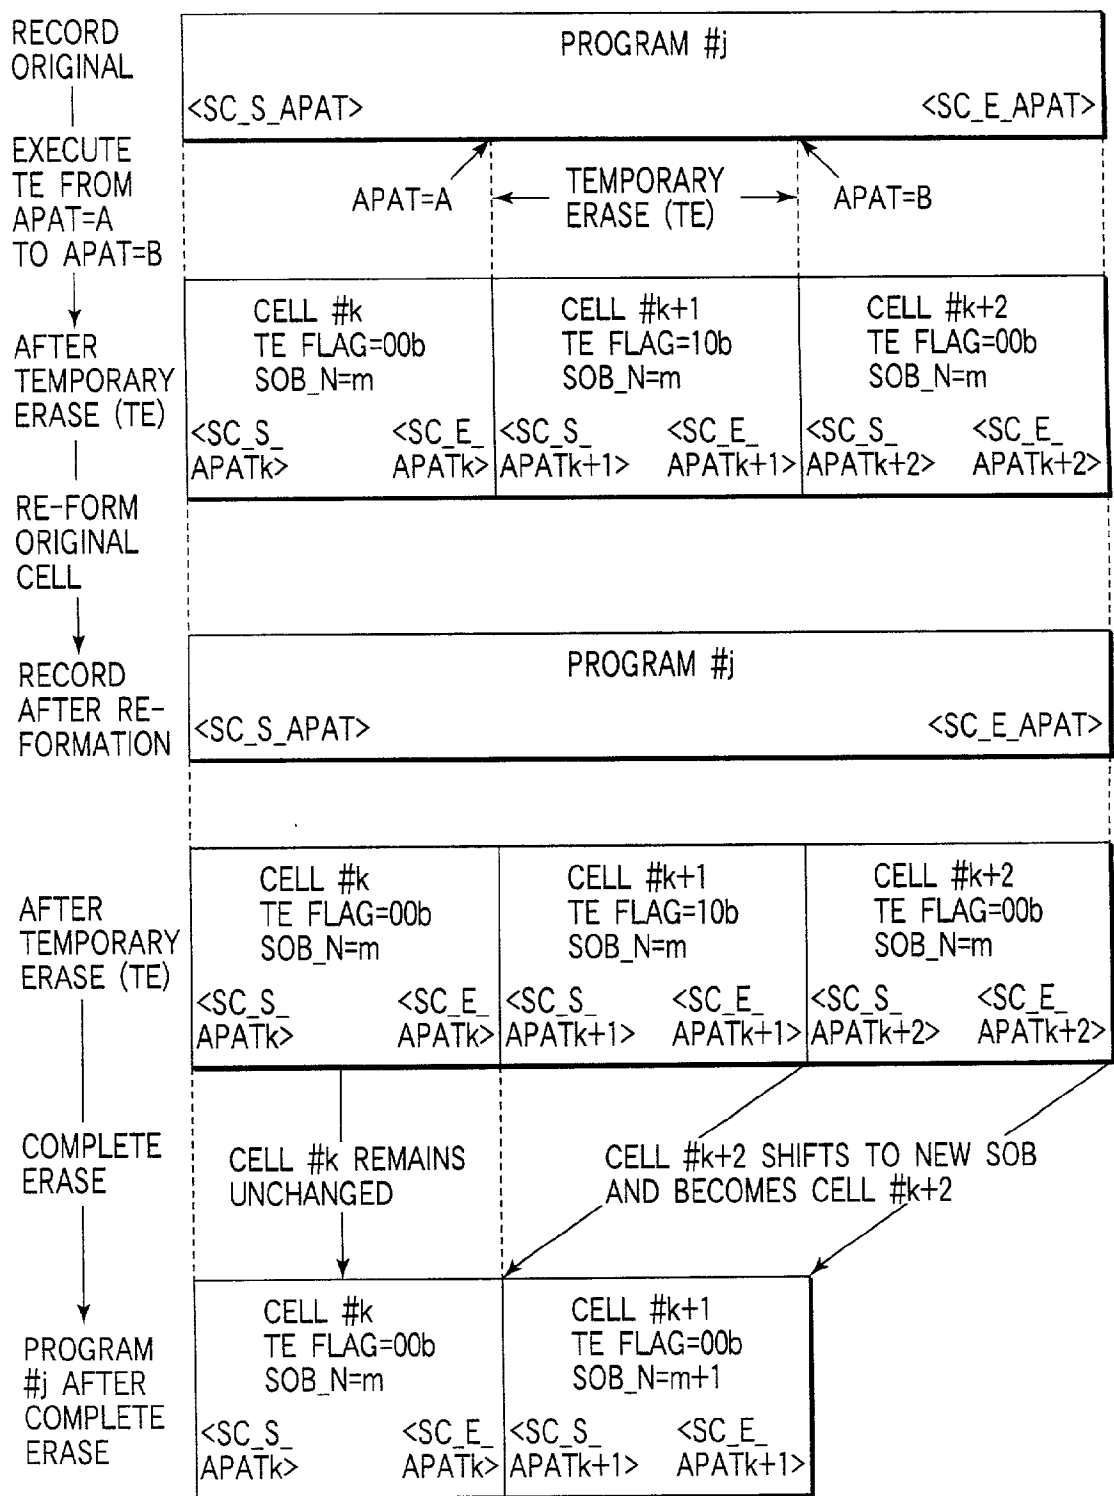 RECORD
ORIGINAL
PROGRAM #j
<SC_S_APAT>
<SC_E_APAT>
EXECUTE
TE FROM
APAT=A
TO APAT=B
APAT=A
TEMPORARY
ERASE (TE)
APAT=B
AFTER
TEMPORARY
ERASE (TE)
CELL #k
TE FLAG=00b
SOB_N=m
<SC_S_
APATk>
<SC_E_
APATk>
CELL #k+1
TE FLAG=10b
SOB_N=m
<SC_S_
APATk+1>
<SC_E_
APATk+1>
CELL #k+2
TE FLAG=00b
SOB_N=m
<SC_S_
APATk+2>
<SC_E_
APATk+2>
RE-FORM
ORIGINAL
CELL
RECORD
AFTER RE-
FORMATION
PROGRAM #j
<SC_S_APAT>
<SC_E_APAT>
AFTER
TEMPORARY
ERASE (TE)
CELL #k
TE FLAG=00b
SOB_N=m
<SC_S_
APATk>
<SC_E_
APATk>
CELL #k+1
TE FLAG=10b
SOB_N=m
<SC_S_
APATk+1>
<SC_E_
APATk+1>
CELL #k+2
TE FLAG=00b
SOB_N=m
<SC_S_
APATk+2>
<SC_E_
APATk+2>
COMPLETE
ERASE
CELL #k REMAINS
UNCHANGED
CELL #k+2 SHIFTS TO NEW SOB
AND BECOMES CELL #k+2
PROGRAM
#j AFTER
COMPLETE
ERASE
CELL #k
TE FLAG=00b
SOB_N=m
<SC_S_
APATk>
<SC_E_
APATk>
CELL #k+1
TE FLAG=00b
SOB_N=m+1
<SC_S_
APATk+1>
<SC_E_
APATk+1>